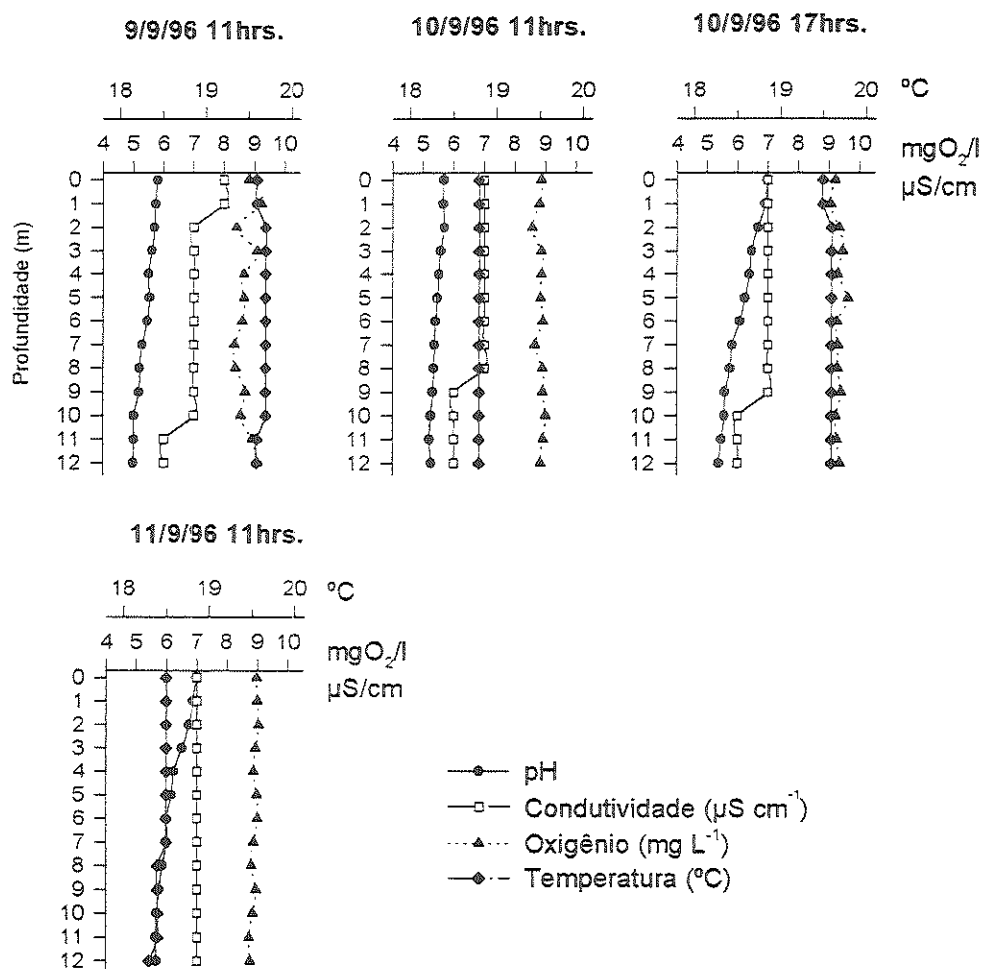 9/9/96 11hrs.
10/9/96 11hrs.
10/9/96 17hrs.
18 19 20
18 19 20
18 19 20 ºC
4 5 6 7 8 9 10
4 5 6 7 8 9 10
4 5 6 7 8 9 10 mgO₂/l
µS/cm
Profundidade (m)
0 0 0
1 1 1
2 2 2
3 3 3
4 4 4
5 5 5
6 6 6
7 7 7
8 8 8
9 9 9
10 10 10
11 11 11
12 12 12
11/9/96 11hrs.
18 19 20 ºC
4 5 6 7 8 9 10 mgO₂/l
µS/cm
0
1
2
3
4
5
6
7
8
9
10
11
12
pH
Condutividade (µS cm⁻¹)
Oxigênio (mg L⁻¹)
Temperatura (ºC)